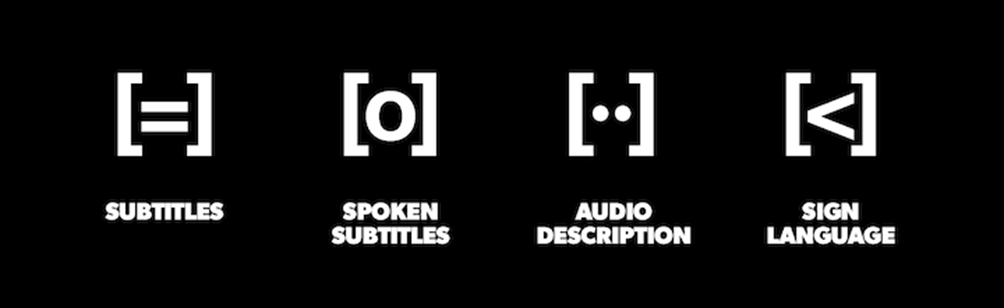 [=] [o] [··] [<]
SUBTITLES
SPOKEN
SUBTITLES
AUDIO
DESCRIPTION
SIGN
LANGUAGE